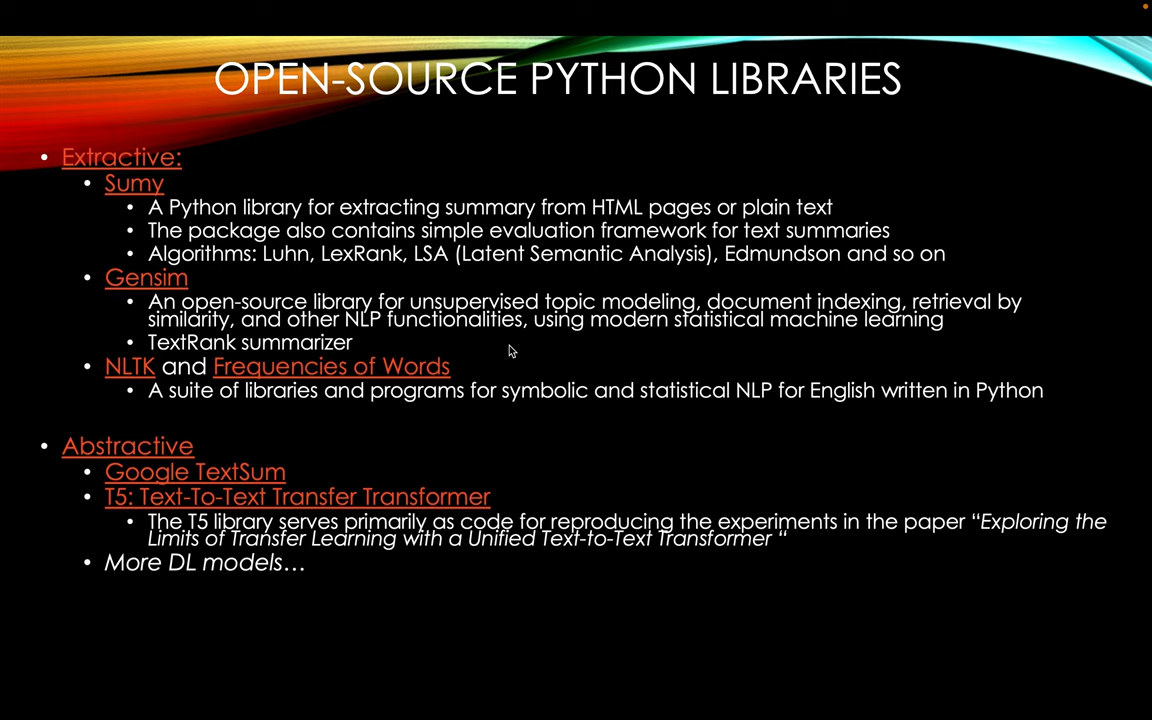 OPEN-SOURCE PYTHON LIBRARIES
• Extractive:
• Sumy
• A Python library for extracting summary from HTML pages or plain text
• The package also contains simple evaluation framework for text summaries
• Algorithms: Luhn, LexRank, LSA (Latent Semantic Analysis), Edmundson and so on
• Gensim
• An open-source library for unsupervised topic modeling, document indexing, retrieval by
similarity, and other NLP functionalities, using modern statistical machine learning
• TextRank summarizer
• NLTK and Frequencies of Words
• A suite of libraries and programs for symbolic and statistical NLP for English written in Python
• Abstractive
• Google TextSum
• T5: Text-To-Text Transfer Transformer
• The T5 library serves primarily as code for reproducing the experiments in the paper “Exploring the
Limits of Transfer Learning with a Unified Text-to-Text Transformer “
• More DL models…